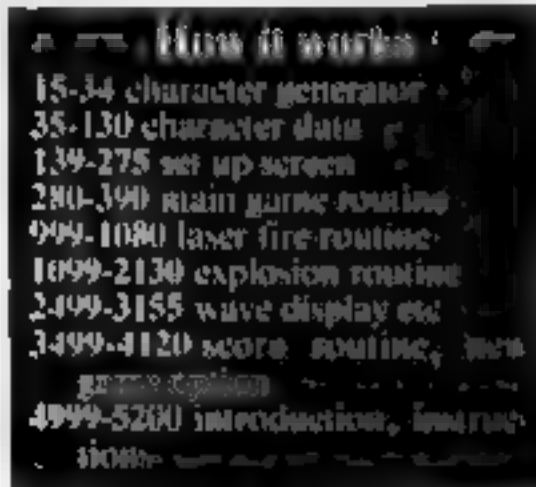 How it works
15-34 character generator
35-130 character data
139-275 set up screen
280-390 main game routine
999-1080 laser fire routine
1099-2130 explosion routine
2499-3155 wave display etc
3499-4120 score routine, new
game option
4999-5200 introduction, instruc-
tions